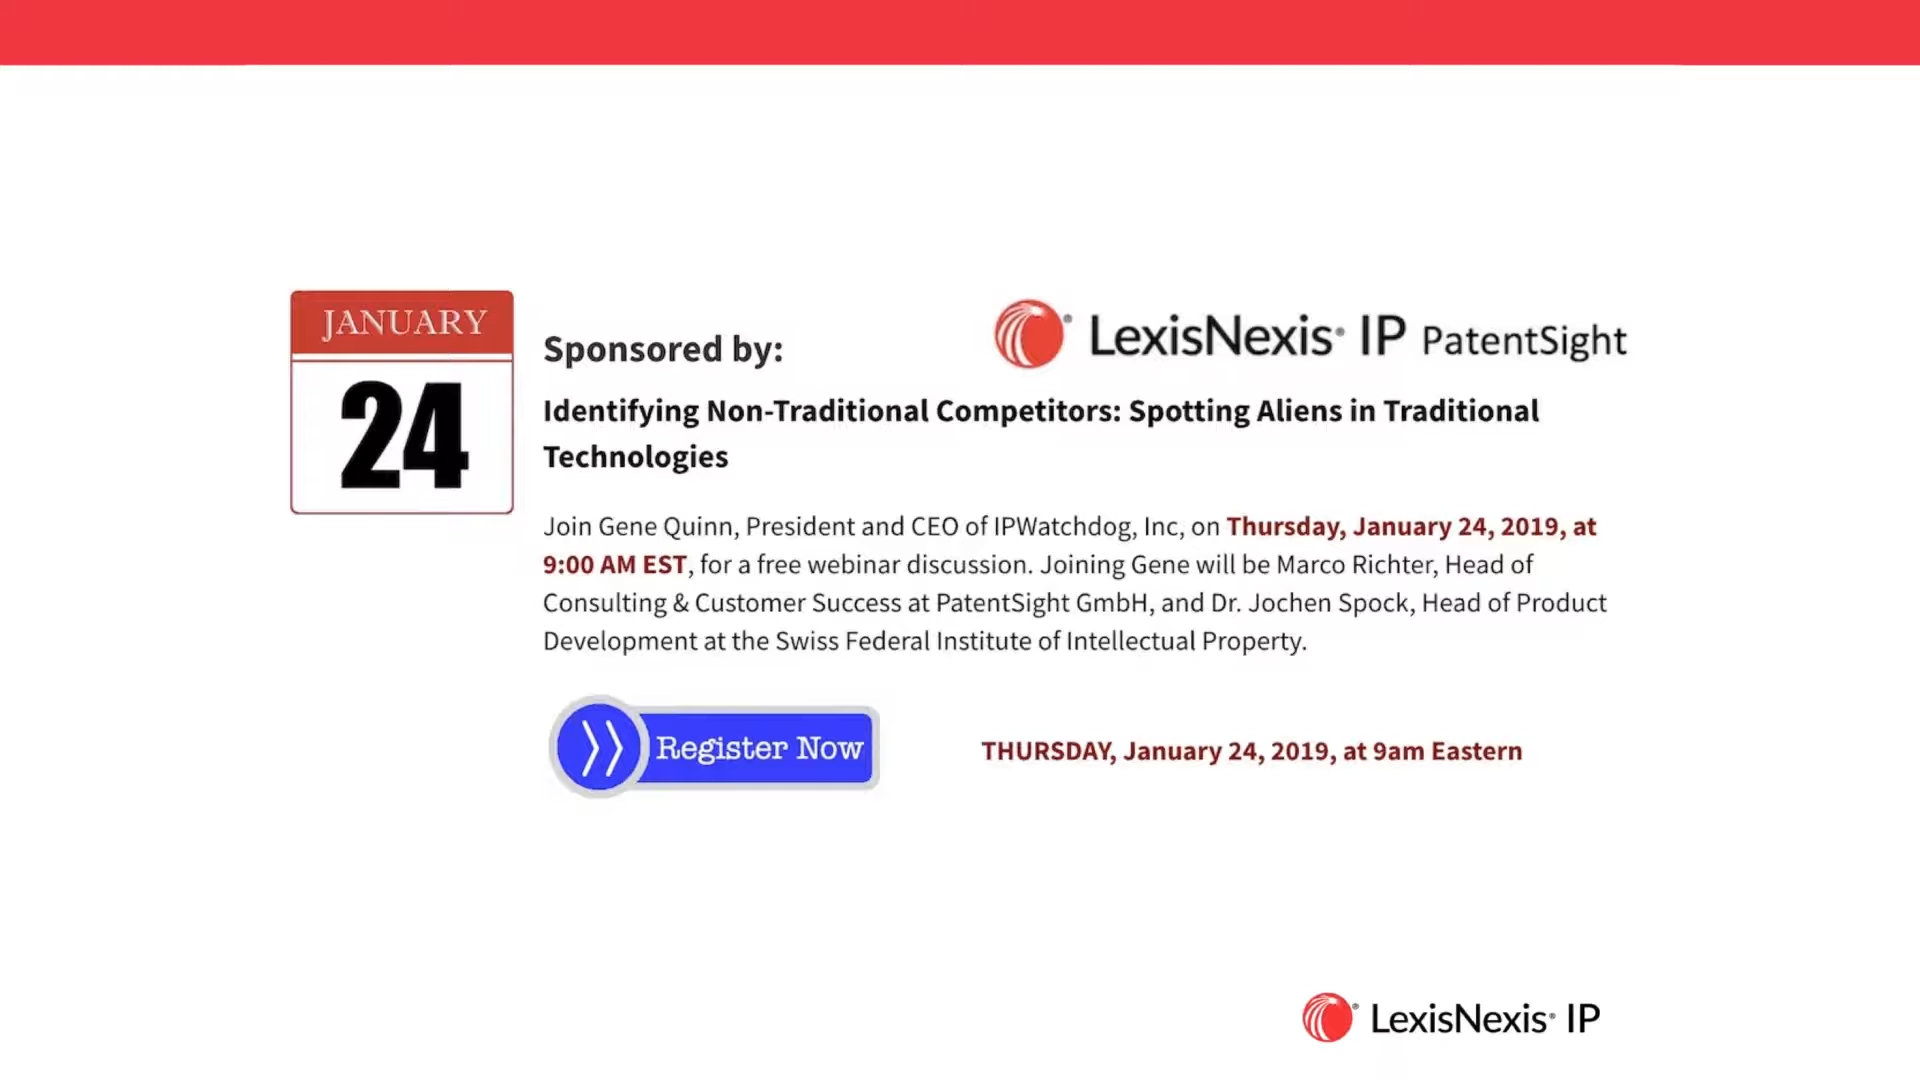 JANUARY
24
Sponsored by:
LexisNexis® IP PatentSight
Identifying Non-Traditional Competitors: Spotting Aliens in Traditional
Technologies
Join Gene Quinn, President and CEO of IPWatchdog, Inc, on Thursday, January 24, 2019, at
9:00 AM EST, for a free webinar discussion. Joining Gene will be Marco Richter, Head of
Consulting & Customer Success at PatentSight GmbH, and Dr. Jochen Spock, Head of Product
Development at the Swiss Federal Institute of Intellectual Property.
Register Now
THURSDAY, January 24, 2019, at 9am Eastern
LexisNexis® IP